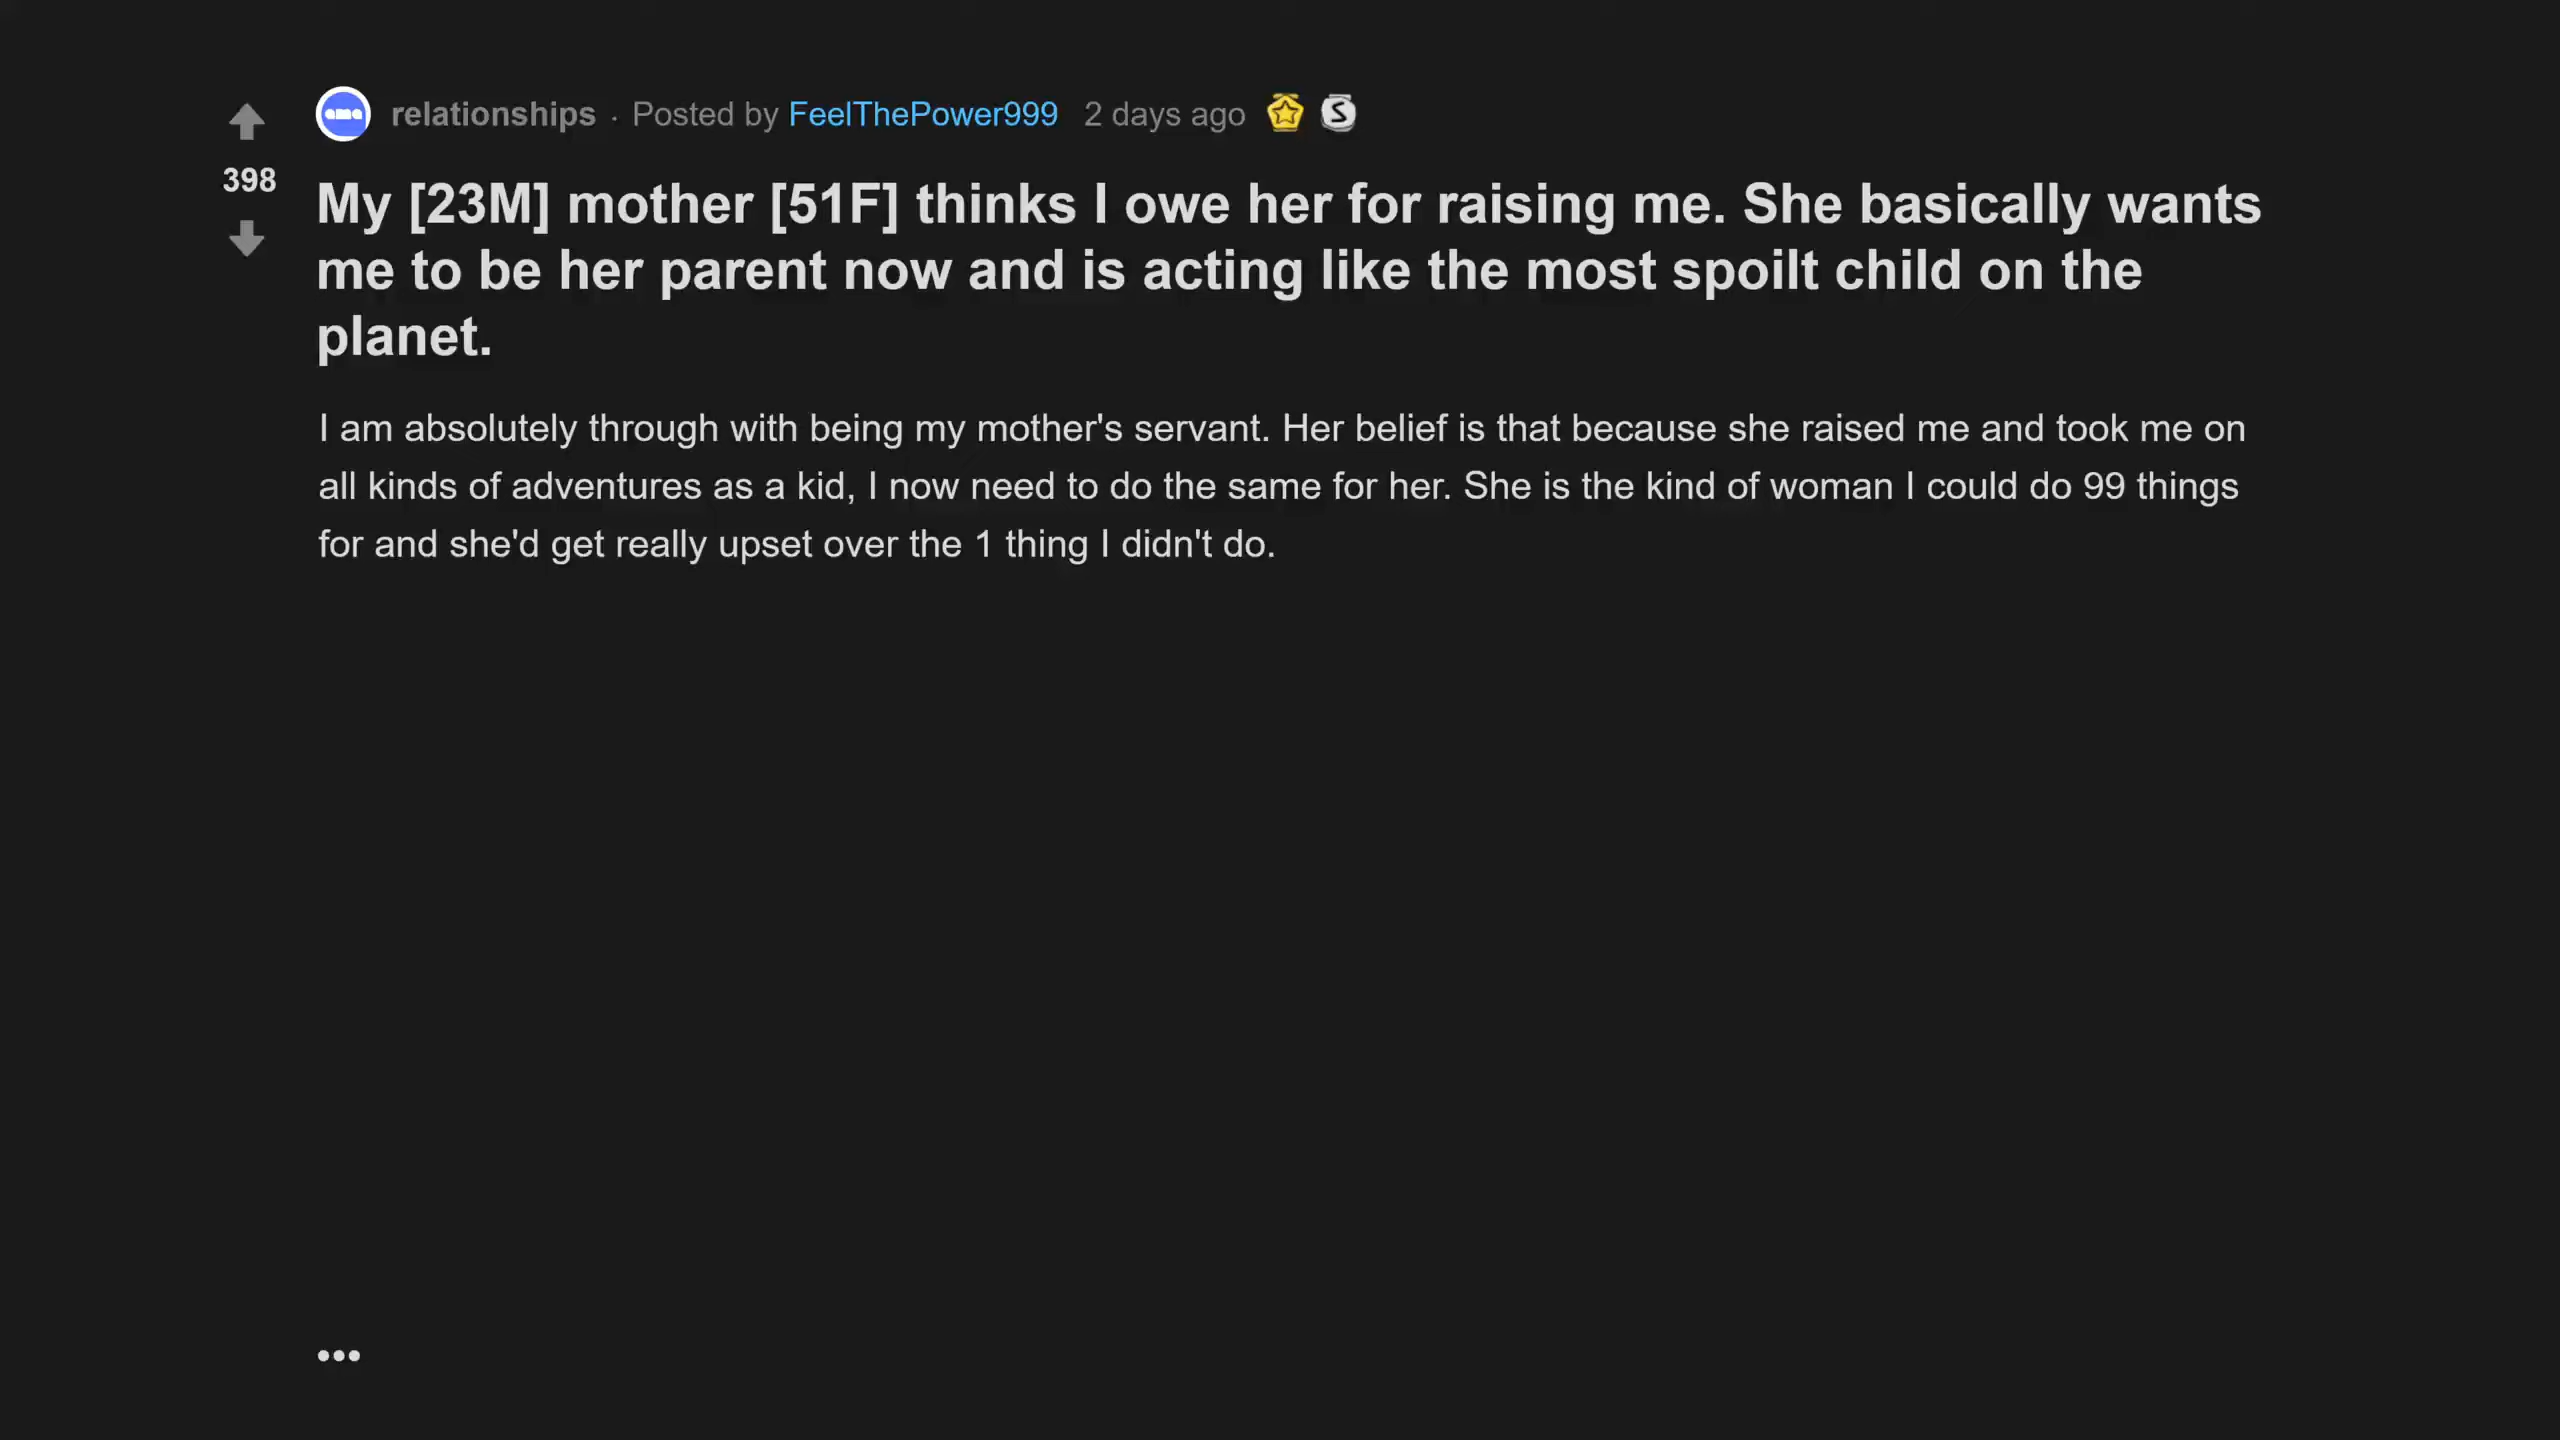 relationships · Posted by FeelThePower999 2 days ago
398
My [23M] mother [51F] thinks I owe her for raising me. She basically wants
me to be her parent now and is acting like the most spoilt child on the
planet.
I am absolutely through with being my mother's servant. Her belief is that because she raised me and took me on
all kinds of adventures as a kid, I now need to do the same for her. She is the kind of woman I could do 99 things
for and she'd get really upset over the 1 thing I didn't do.
•••